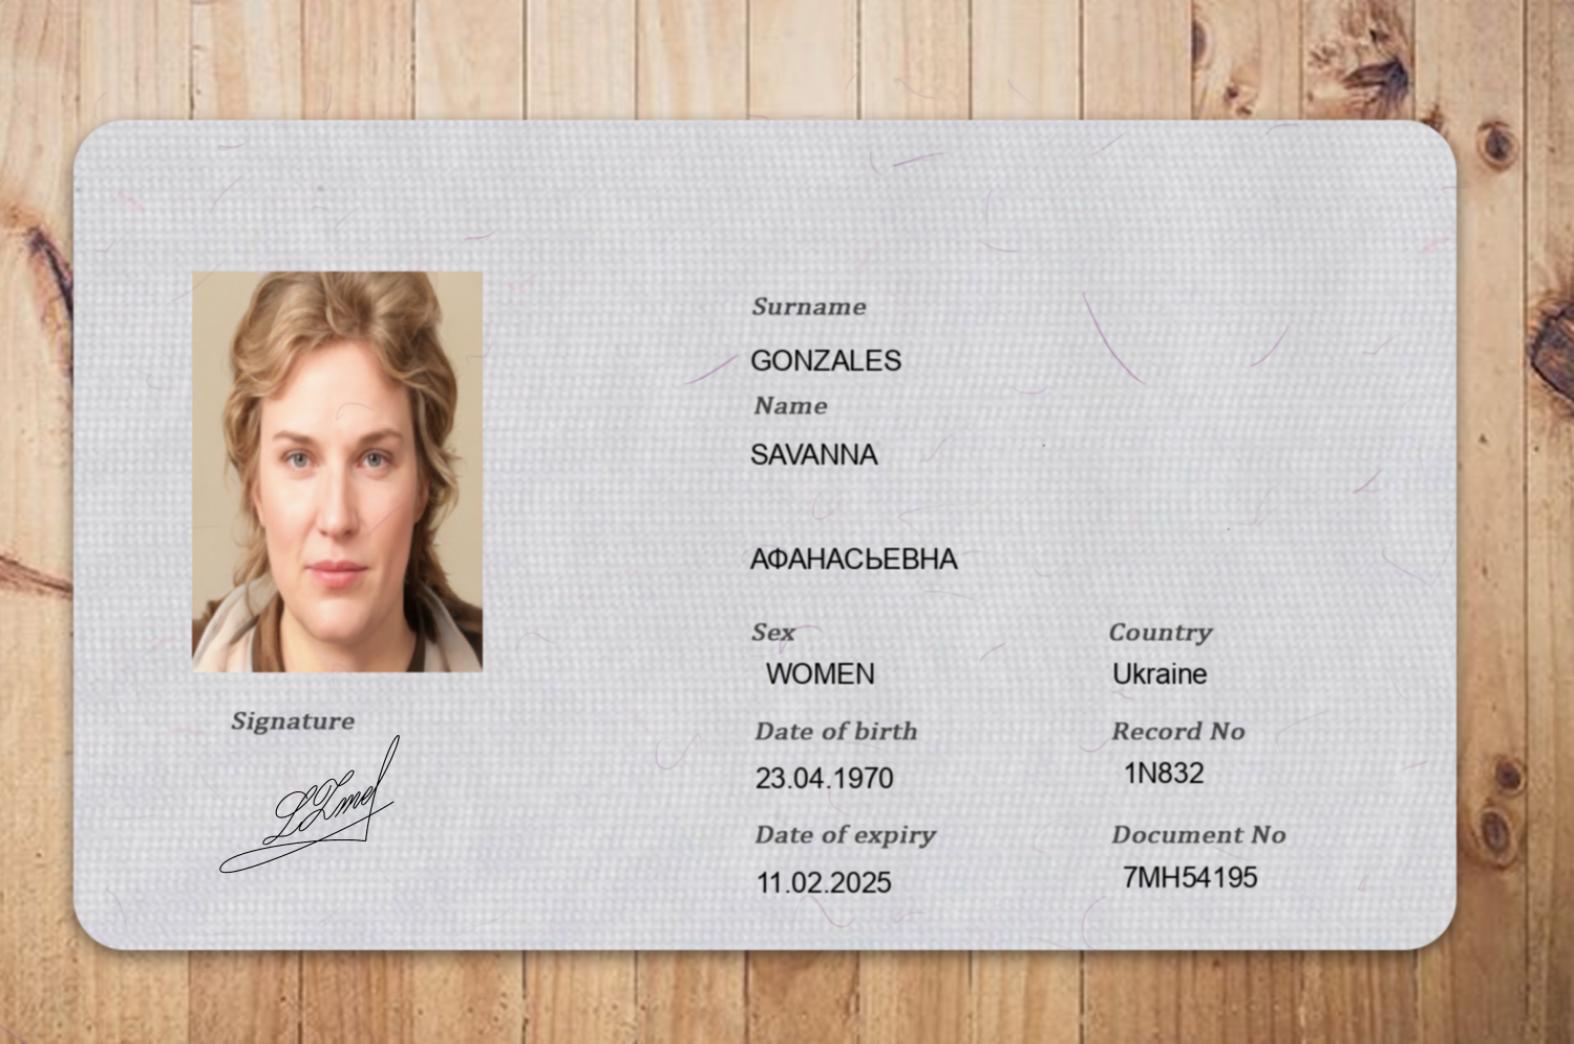 Surname
GONZALES
Name
SAVANNA
АФАНАСЬЕВНА
Sex
Country
WOMEN
Ukraine
Date of birth
Record No
23.04.1970
1N832
Date of expiry
Document No
11.02.2025
7MH54195
Signature